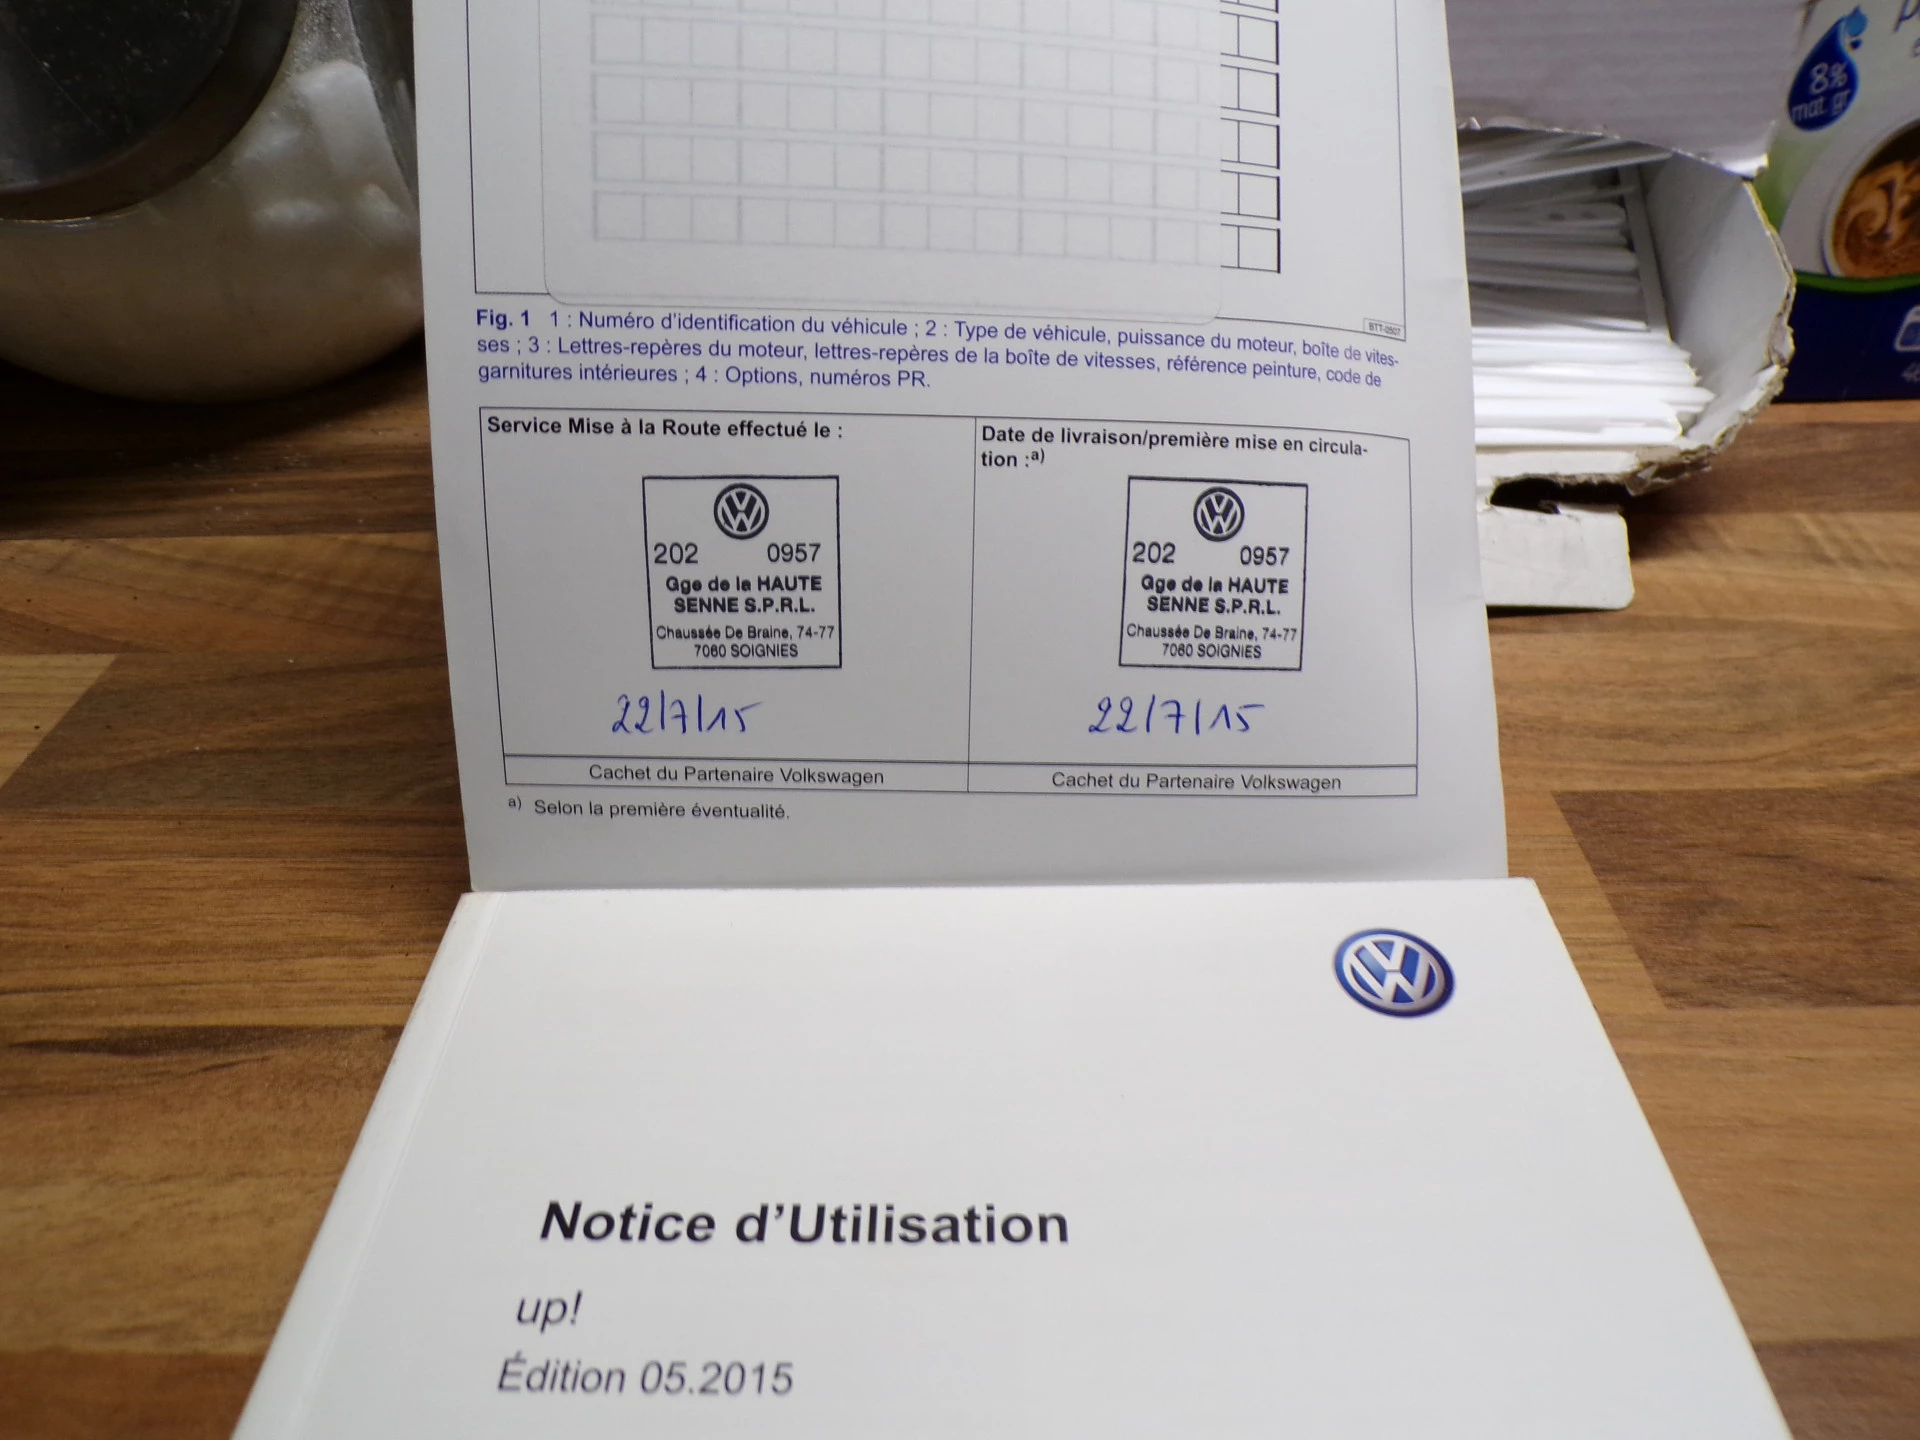 8%
mat. gr
BTT-0507
Fig. 1 1 : Numéro d'identification du véhicule ; 2 : Type de véhicule, puissance du moteur, boîte de vites-
ses ; 3 : Lettres-repères du moteur, lettres-repères de la boîte de vitesses, référence peinture, code de
garnitures intérieures ; 4 : Options, numéros PR.
Service Mise à la Route effectué le :
202 0957
Gge de la HAUTE
SENNE S.P.R.L.
Chaussée De Braine, 74-77
7060 SOIGNIES
22/7/15
Cachet du Partenaire Volkswagen
Date de livraison/première mise en circula-
tion :a)
202 0957
Gge de la HAUTE
SENNE S.P.R.L.
Chaussée De Braine, 74-77
7060 SOIGNIES
22/7/15
Cachet du Partenaire Volkswagen
a) Selon la première éventualité.
Notice d'Utilisation
up!
Édition 05.2015